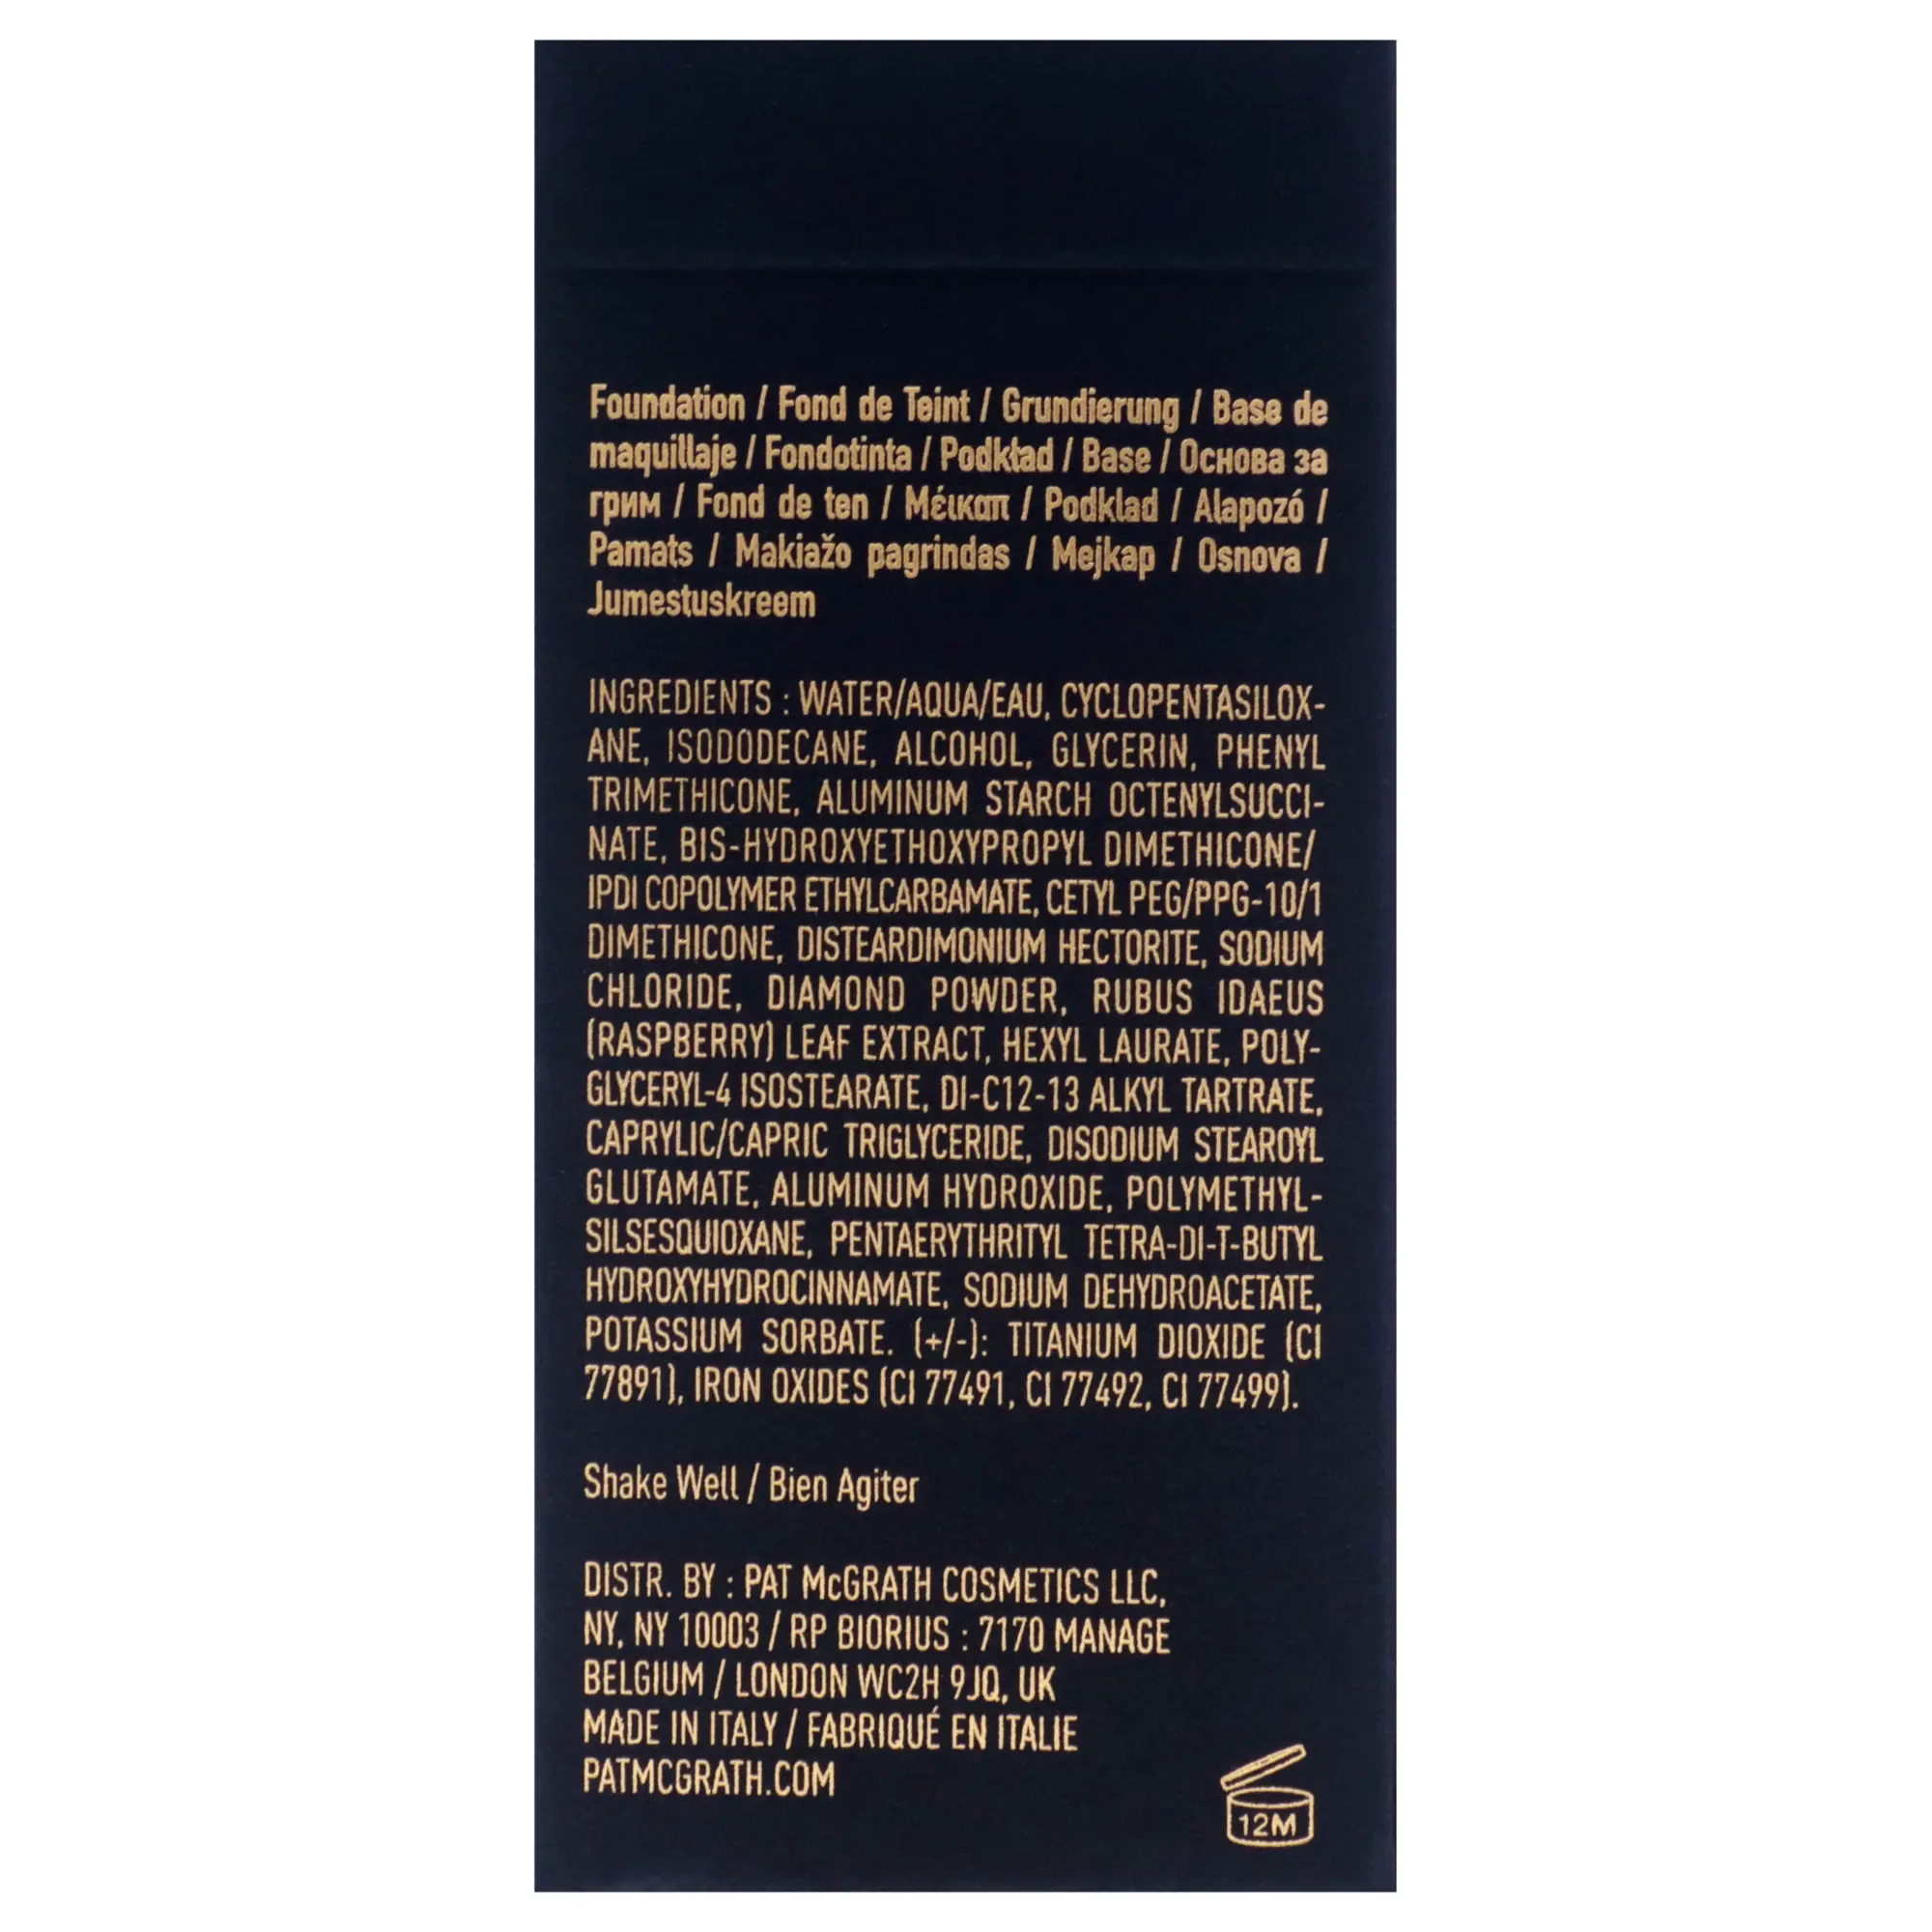 Foundation / Fond de Teint / Grundierung / Base de
maquillaje / Fondotinta / Podkład / Base / Основа за
грим / Fond de ten / Μέικαπ / Podklad / Alapozó /
Pamats / Makiažo pagrindas / Mejkap / Osnova /
Jumestuskreem
INGREDIENTS : WATER/AQUA/EAU, CYCLOPENTASILOX-
ANE, ISODODECANE, ALCOHOL, GLYCERIN, PHENYL
TRIMETHICONE, ALUMINUM STARCH OCTENYLSUCCI-
NATE, BIS-HYDROXYETHOXYPROPYL DIMETHICONE/
IPDI COPOLYMER ETHYLCARBAMATE, CETYL PEG/PPG-10/1
DIMETHICONE, DISTEARDIMONIUM HECTORITE, SODIUM
CHLORIDE, DIAMOND POWDER, RUBUS IDAEUS
(RASPBERRY) LEAF EXTRACT, HEXYL LAURATE, POLY-
GLYCERYL-4 ISOSTEARATE, DI-C12-13 ALKYL TARTRATE,
CAPRYLIC/CAPRIC TRIGLYCERIDE, DISODIUM STEAROYL
GLUTAMATE, ALUMINUM HYDROXIDE, POLYMETHYL-
SILSESQUIOXANE, PENTAERYTHRITYL TETRA-DI-T-BUTYL
HYDROXYHYDROCINNAMATE, SODIUM DEHYDROACETATE,
POTASSIUM SORBATE. (+/-): TITANIUM DIOXIDE (CI
77891), IRON OXIDES (CI 77491, CI 77492, CI 77499).
Shake Well / Bien Agiter
DISTR. BY : PAT McGRATH COSMETICS LLC,
NY, NY 10003 / RP BIORIUS : 7170 MANAGE
BELGIUM / LONDON WC2H 9JQ, UK
MADE IN ITALY / FABRIQUÉ EN ITALIE
PATMCGRATH.COM
12M